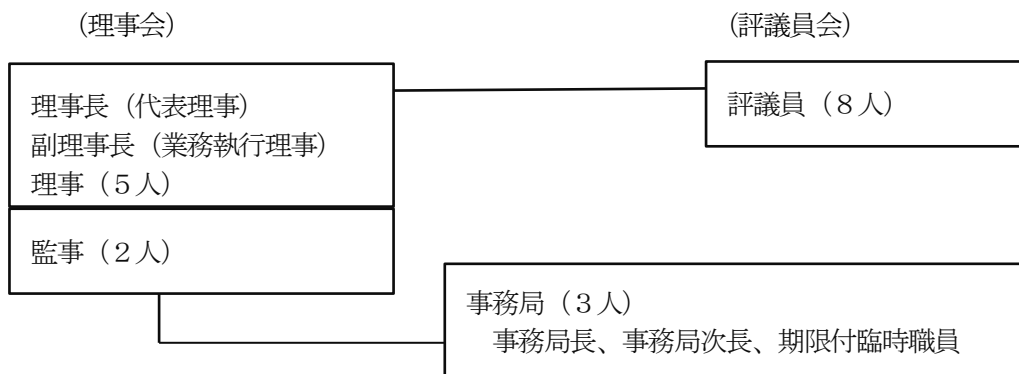 （理事会）
（評議員会）
理事長（代表理事）
副理事長（業務執行理事）
理事（５人）
評議員（８人）
監事（２人）
事務局（３人）
事務局長、事務局次長、期限付臨時職員